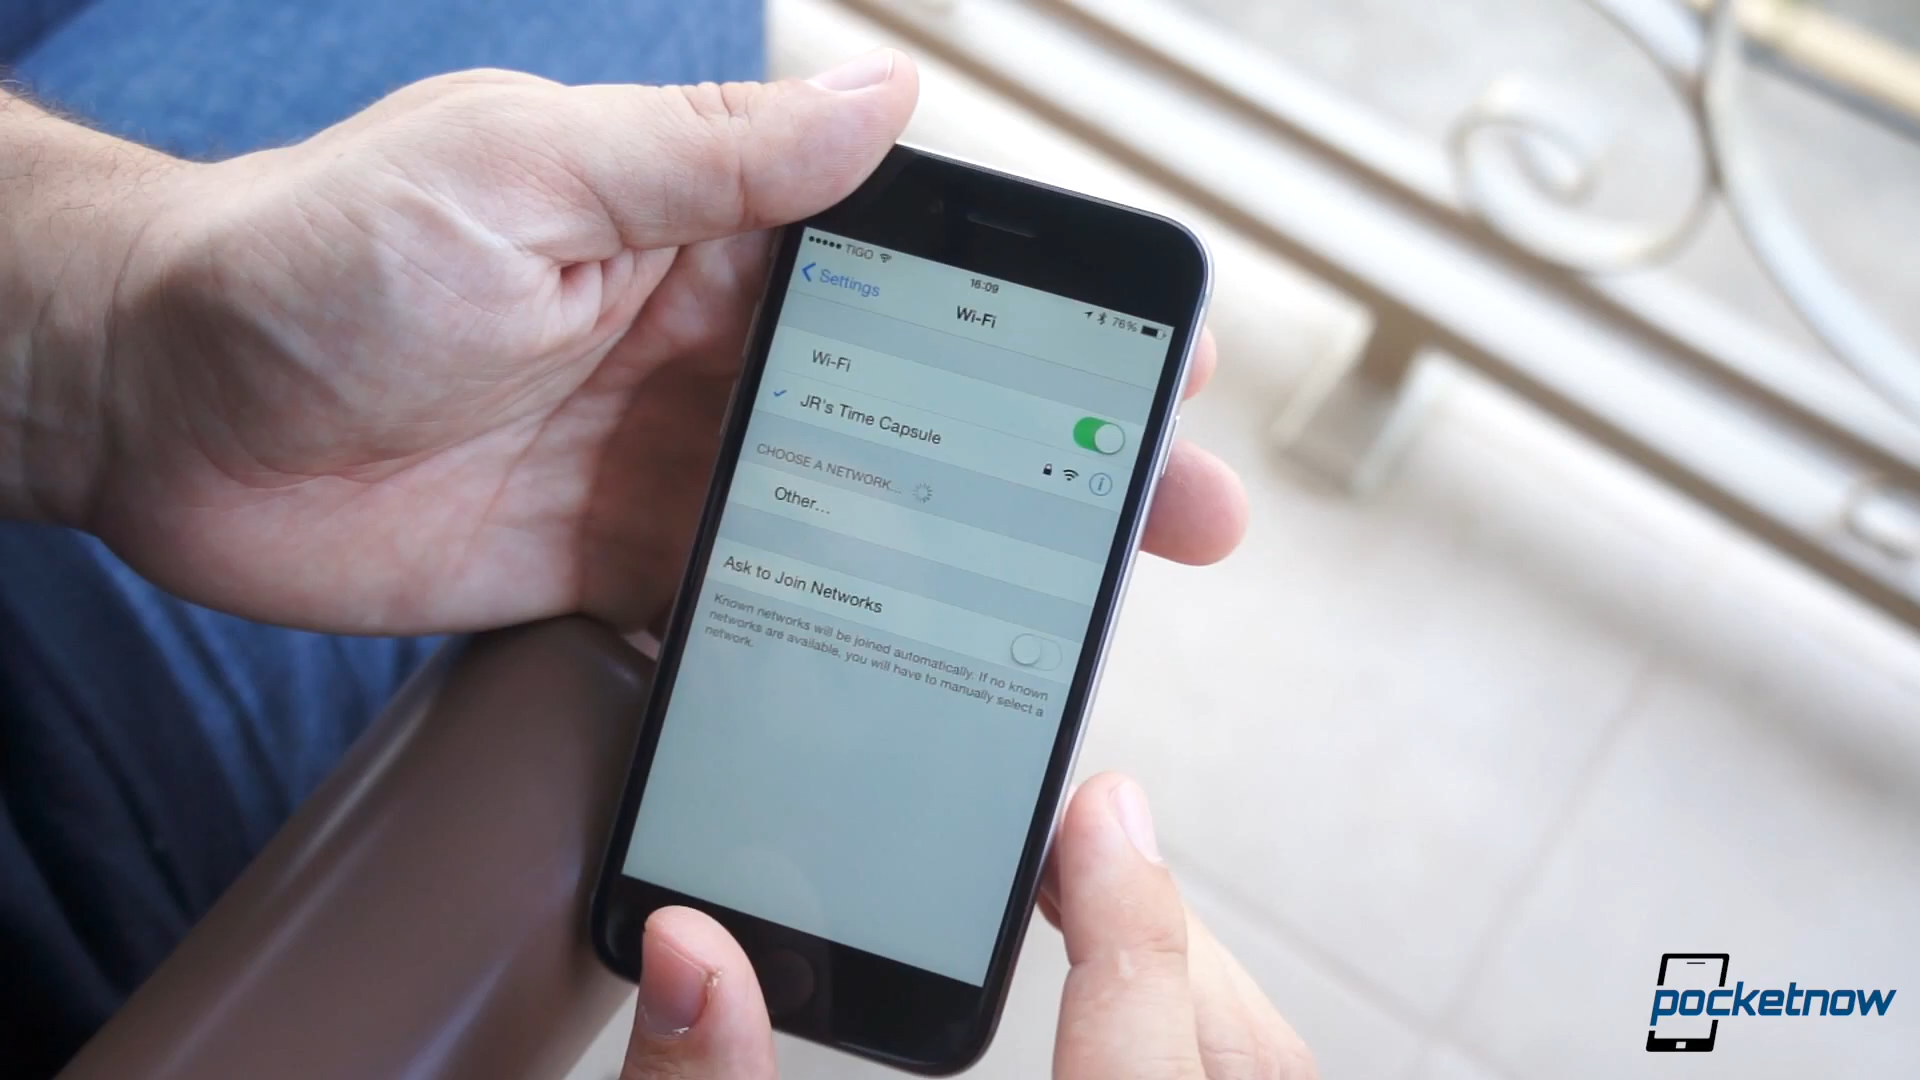 TIGO
16:09
76%
Settings
Wi-Fi
Wi-Fi
JR's Time Capsule
CHOOSE A NETWORK...
Other...
Ask to Join Networks
Known networks will be joined automatically. If no known
networks are available, you will have to manually select a
network.
pocketnow